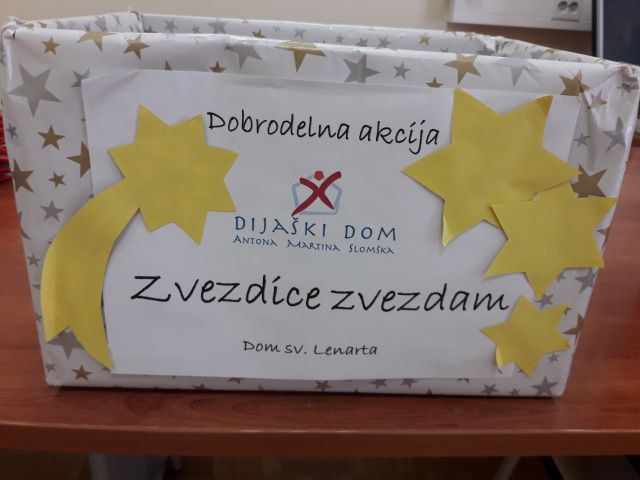 Dobrodelna akcija
DIJAŠKI DOM
ANTONA MARTINA SLOMŠKA
Zvezdice zvezdam
Dom sv. Lenarta